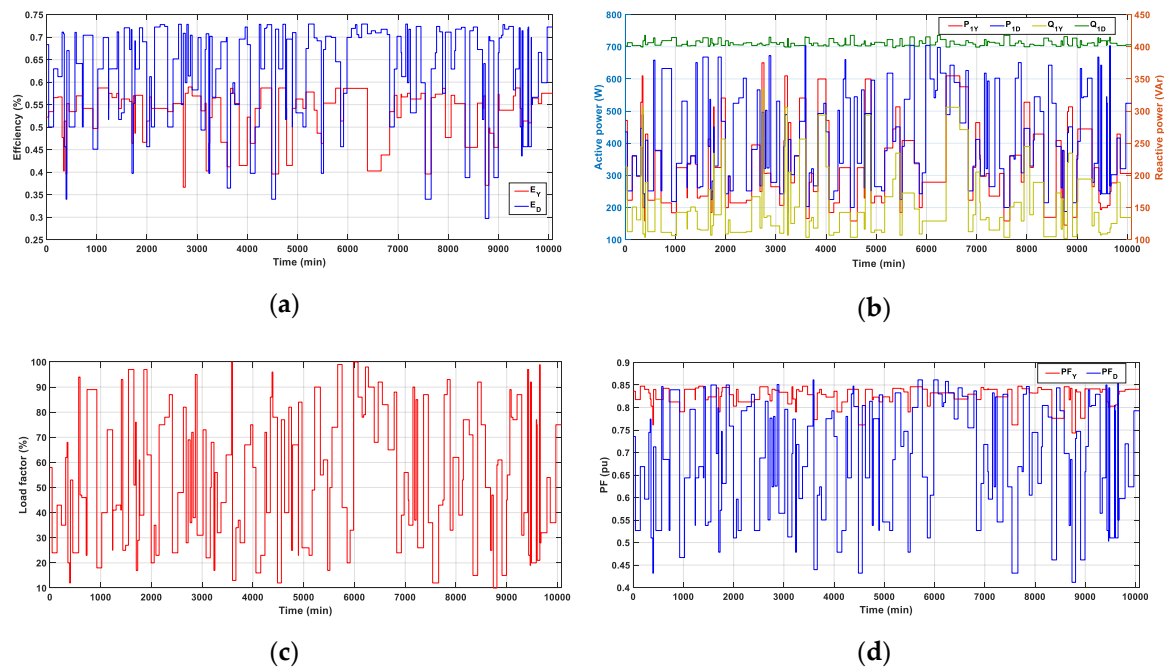 0.75
0.65
0.6
0.55
0.5
0.45
0.4
0.35
0.3
0.25
Effciency (%)
E_Y
E_D
0 1000 2000 3000 4000 5000 6000 7000 8000 9000 10000
Time (min)
(a)
800
700
600
500
400
300
200
100
Active power (W)
P_1Y P_1D Q_1Y Q_1D
450
400
350
300
250
200
150
100
Reactive power (VAr)
0 1000 2000 3000 4000 5000 6000 7000 8000 9000 10000
Time (min)
(b)
100
90
80
70
60
50
40
30
20
10
Load factor (%)
0 1000 2000 3000 4000 5000 6000 7000 8000 9000 10000
Time (min)
(c)
0.9
0.85
0.8
0.75
0.7
0.65
0.6
0.55
0.5
0.45
0.4
PF (pu)
PF_Y PF_D
0 1000 2000 3000 4000 5000 6000 7000 8000 9000 10000
Time (min)
(d)